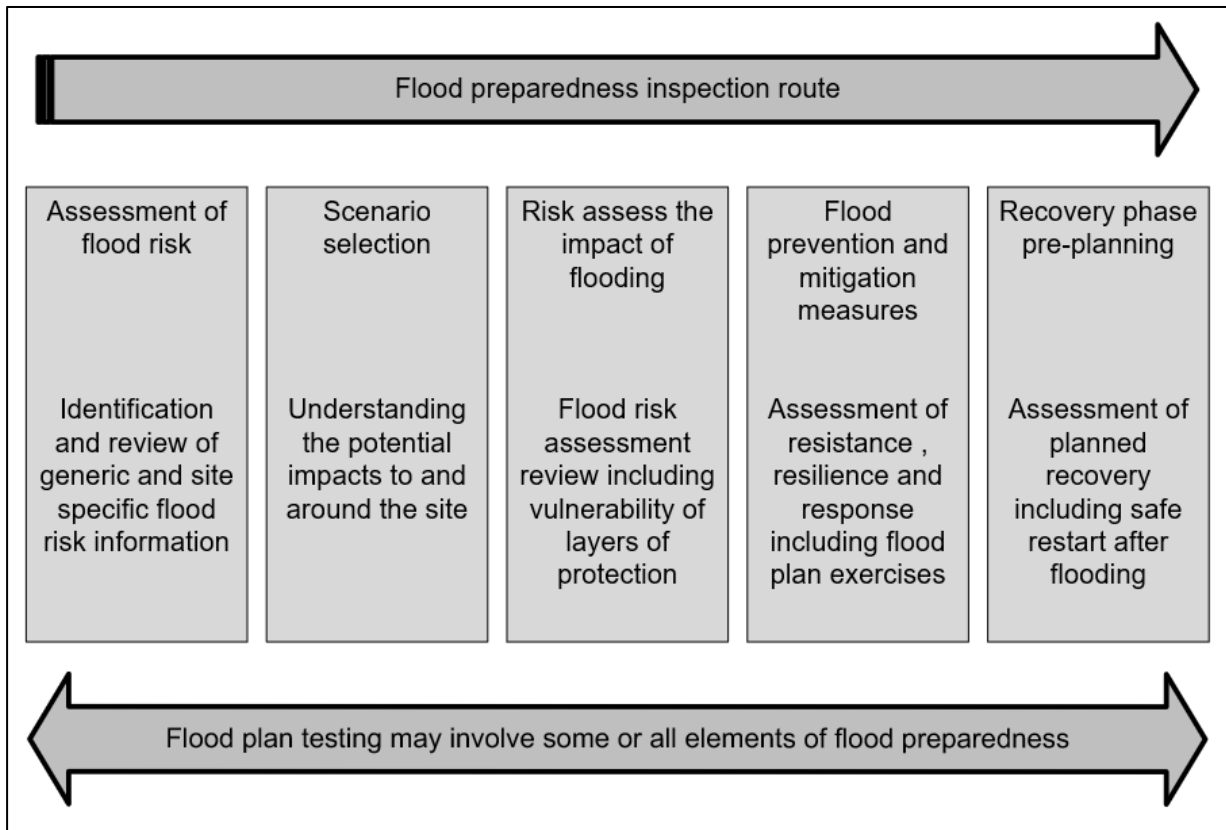 Flood preparedness inspection route
Assessment of
flood risk
Identification
and review of
generic and site
specific flood
risk information
Scenario
selection
Understanding
the potential
impacts to and
around the site
Risk assess the
impact of
flooding
Flood risk
assessment
review including
vulnerability of
layers of
protection
Flood
prevention and
mitigation
measures
Assessment of
resistance ,
resilience and
response
including flood
plan exercises
Recovery phase
pre-planning
Assessment of
planned
recovery
including safe
restart after
flooding
Flood plan testing may involve some or all elements of flood preparedness